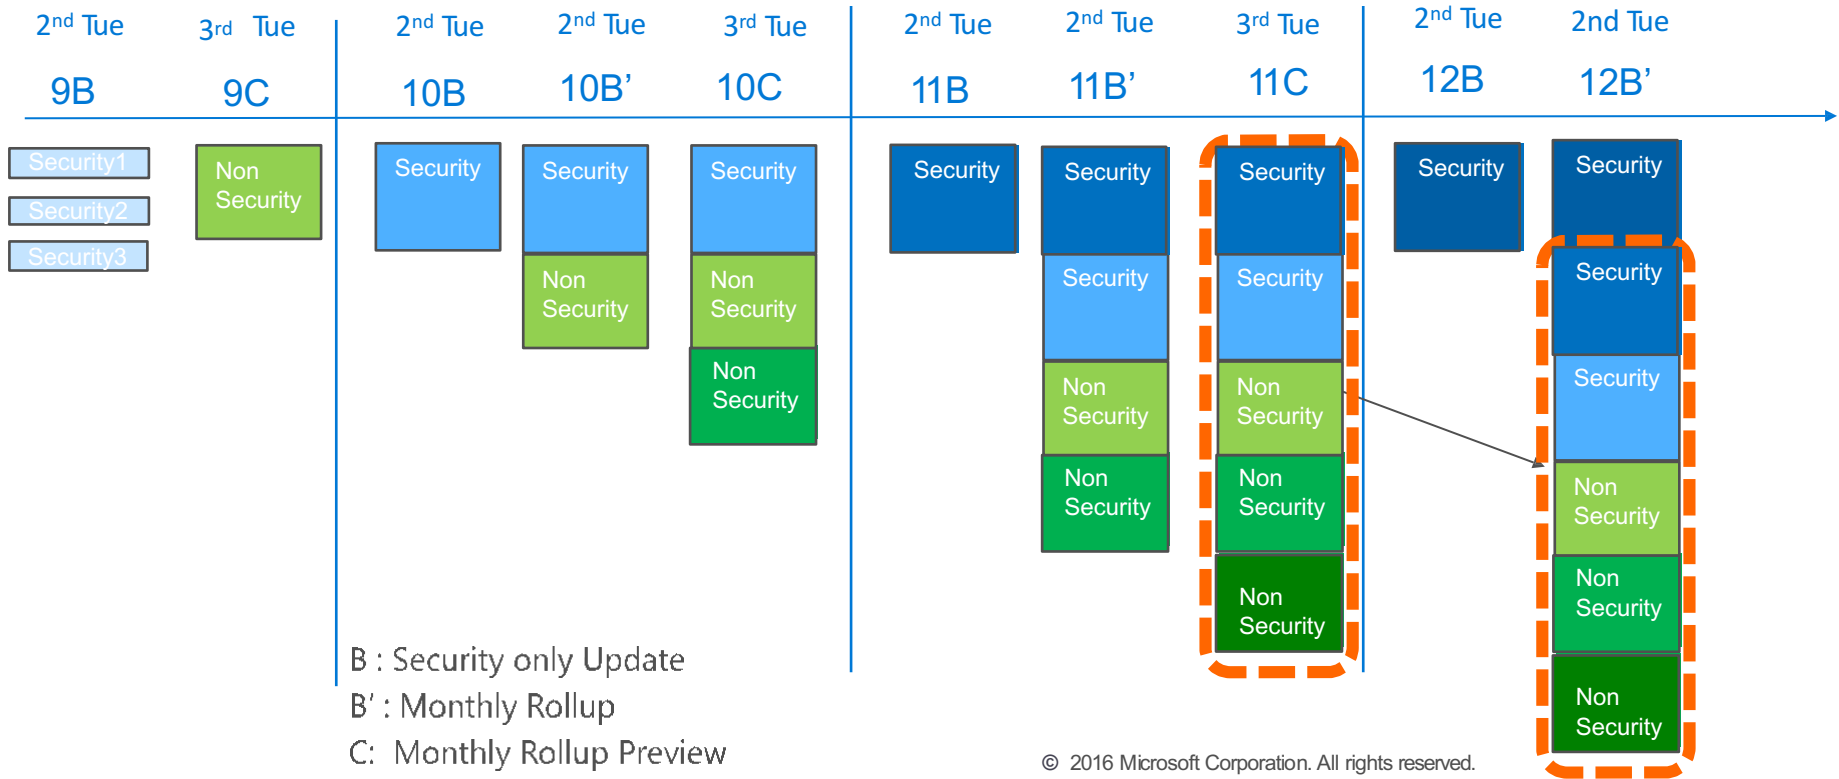 2nd Tue
3rd Tue
2nd Tue
2nd Tue
3rd Tue
2nd Tue
2nd Tue
3rd Tue
2nd Tue
2nd Tue
9B
9C
10B
10B’
10C
11B
11B’
11C
12B
12B’
Security1
Security2
Security3
Non
Security
Security
Security
Non
Security
Security
Non
Security
Non
Security
Security
Security
Security
Non
Security
Non
Security
Security
Security
Non
Security
Non
Security
Non
Security
Security
Security
Security
Security
Non
Security
Non
Security
Non
Security
B : Security only Update
B’ : Monthly Rollup
C: Monthly Rollup Preview
© 2016 Microsoft Corporation. All rights reserved.